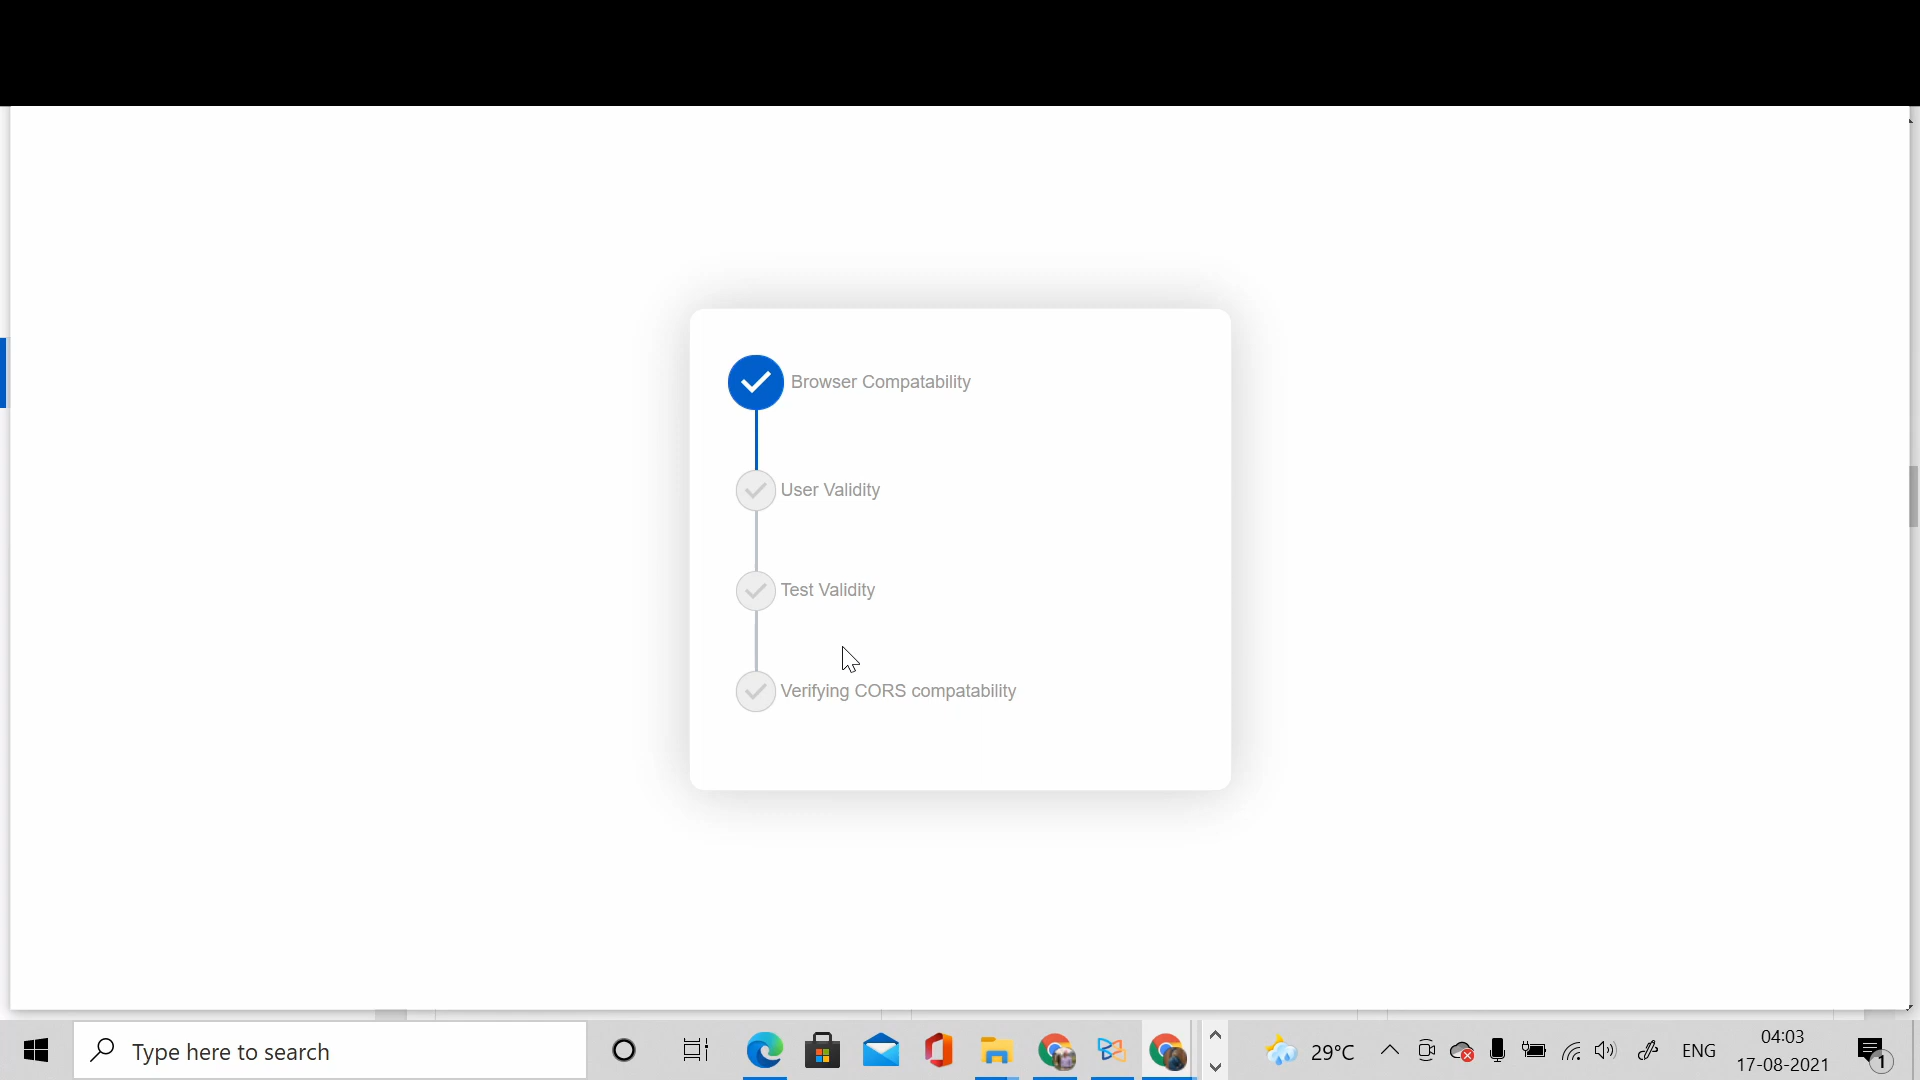 Browser Compatability
User Validity
Test Validity
Verifying CORS compatability
Type here to search
29°C
ENG
04:03
17-08-2021
1